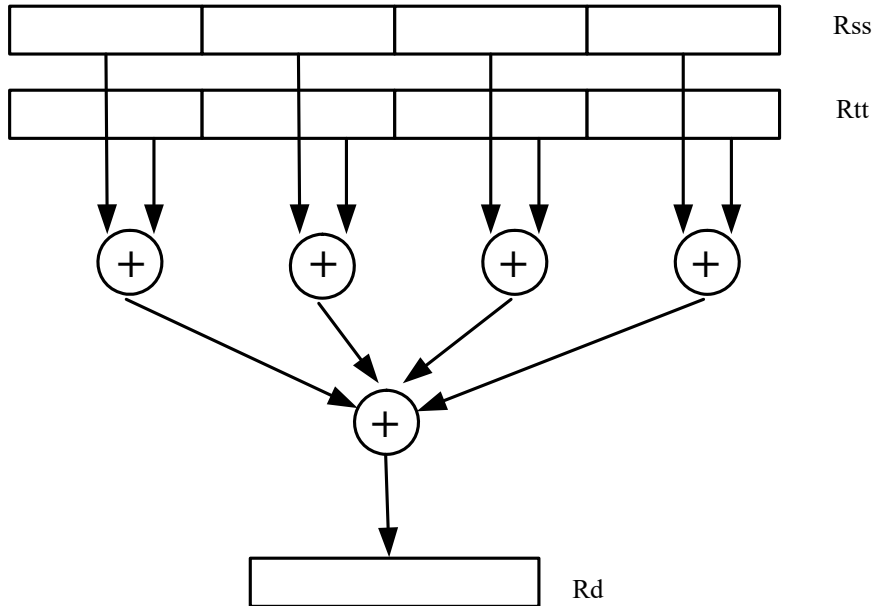 Rss
Rtt
+ + + +
+
Rd